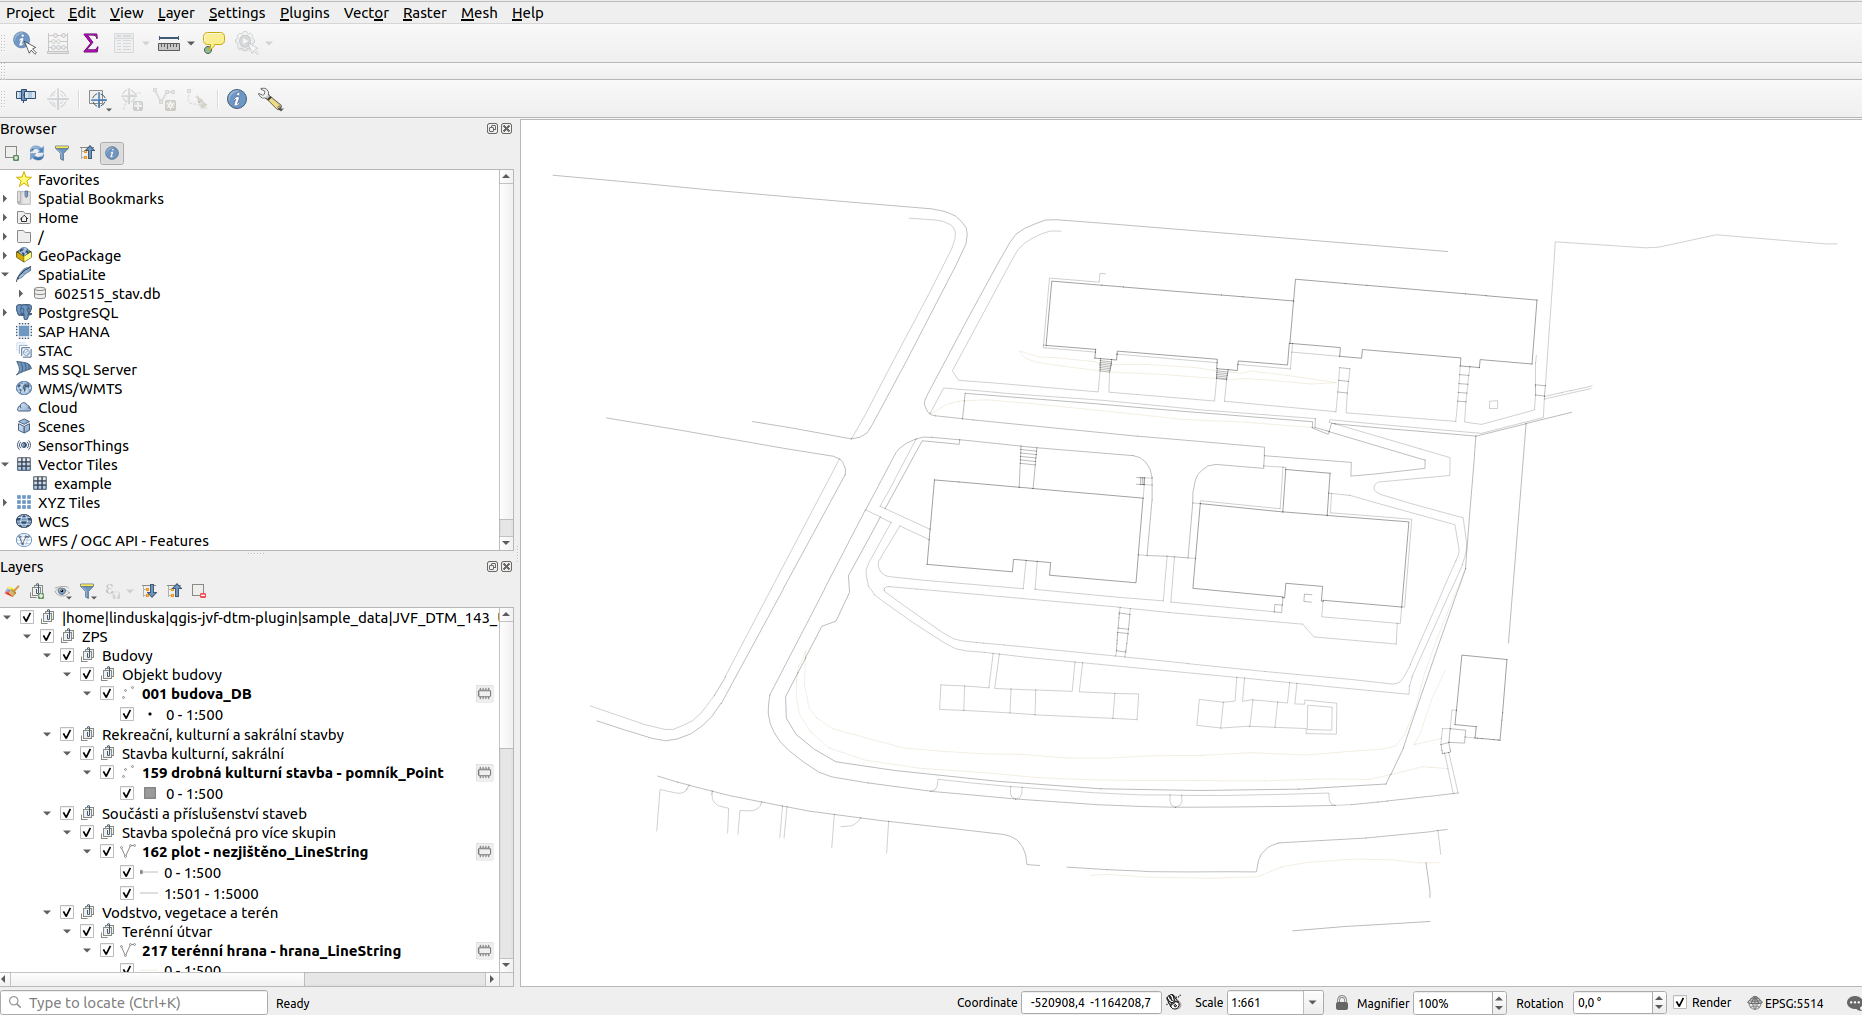 Project Edit View Layer Settings Plugins Vector Raster Mesh Help
Browser
Favorites
Spatial Bookmarks
Home
/
GeoPackage
SpatiaLite
602515_stav.db
PostgreSQL
SAP HANA
STAC
MS SQL Server
WMS/WMTS
Cloud
Scenes
SensorThings
Vector Tiles
example
XYZ Tiles
WCS
WFS / OGC API - Features
Layers
|home|linduska|qgis-jvf-dtm-plugin|sample_data|JVF_DTM_143_
ZPS
Budovy
Objekt budovy
001 budova_DB
0 - 1:500
Rekreační, kulturní a sakrální stavby
Stavba kulturní, sakrální
159 drobná kulturní stavba - pomník_Point
0 - 1:500
Součásti a příslušenství staveb
Stavba společná pro více skupin
162 plot - nezjištěno_LineString
0 - 1:500
1:501 - 1:5000
Vodstvo, vegetace a terén
Terénní útvar
217 terénní hrana - hrana_LineString
0 - 1:500
Type to locate (Ctrl+K) Ready Coordinate -520908,4 -1164208,7 Scale 1:661 Magnifier 100% Rotation 0,0 ° Render EPSG:5514